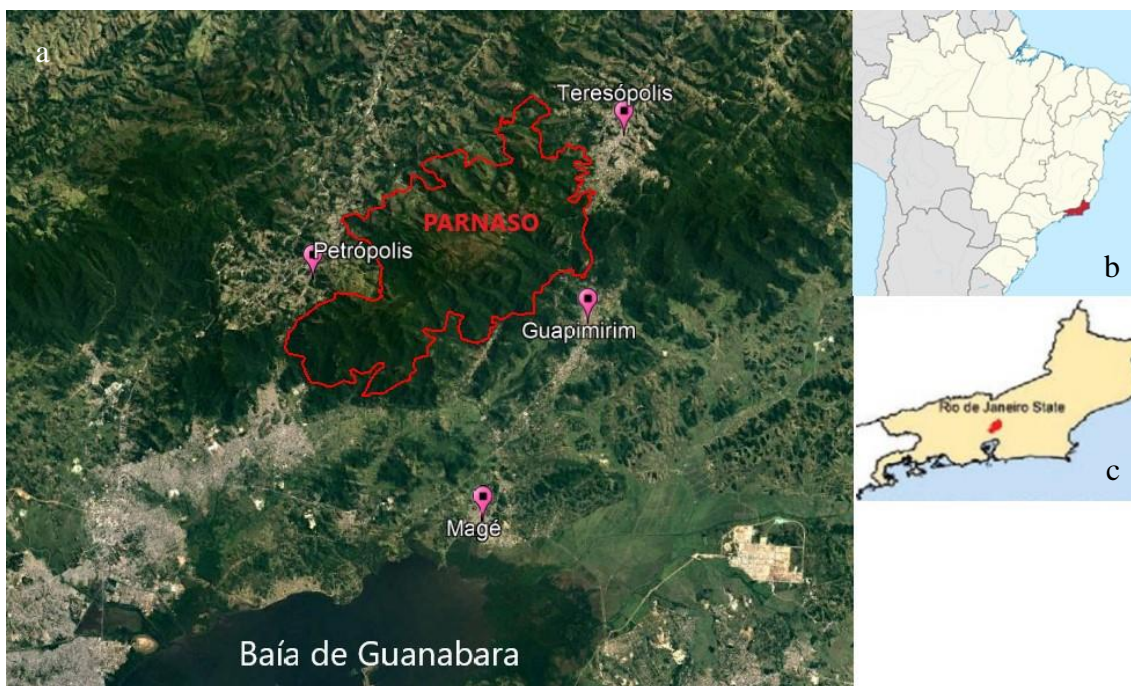 a
Teresópolis
PARNASO
Petrópolis
Guapimirim
Magé
Baía de Guanabara
b
Rio de Janeiro State
c